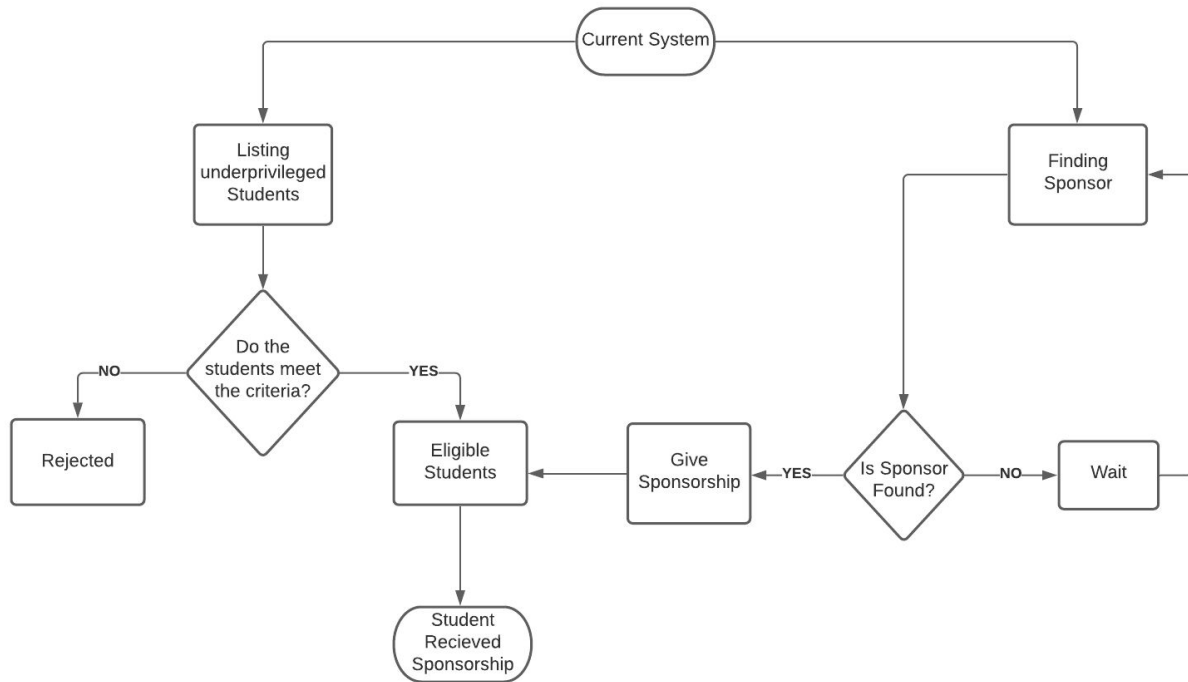 Current System
Listing
underprivileged
Students
Finding
Sponsor
Do the
students meet
the criteria?
NO
YES
Rejected
Eligible
Students
Give
Sponsorship
YES
Is Sponsor
Found?
NO
Wait
Student
Recieved
Sponsorship